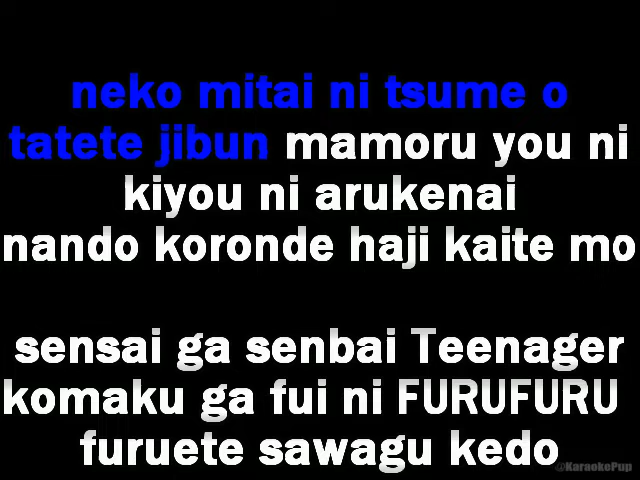 neko mitai ni tsume o
tatete jibun mamoru you ni
kiyou ni arukenai
nando koronde haji kaite mo
sensai ga senbai Teenager
komaku ga fui ni FURUFURU
furuete sawagu kedo
@KaraokePup